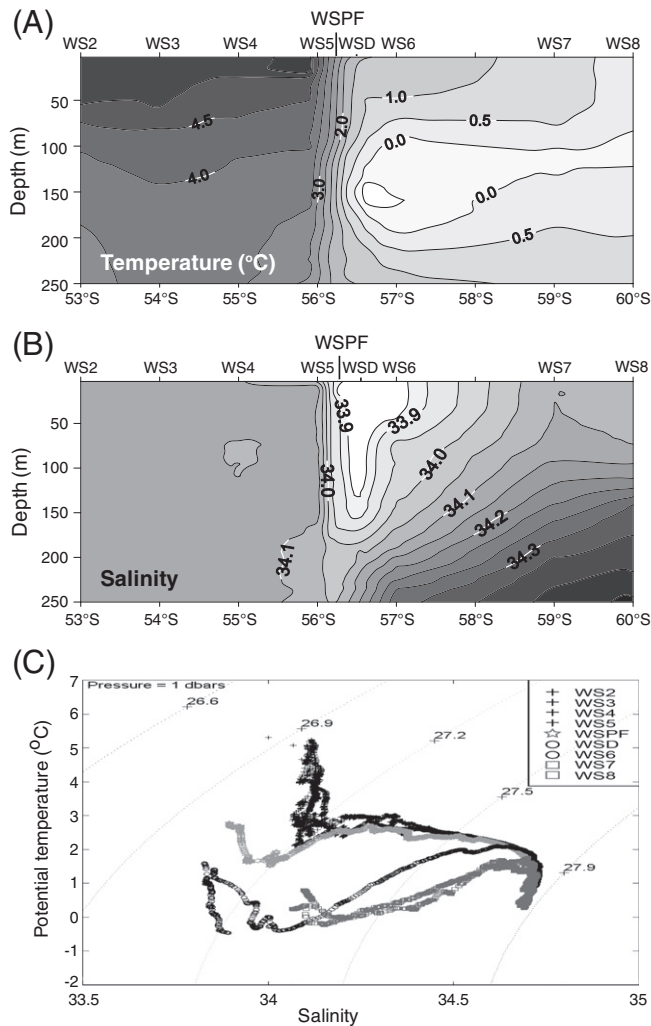 (A)
WSPF
WS2 WS3 WS4 WS5 WSD WS6 WS7 WS8
50
100
150
200
250
Depth (m)
4.5
4.0
3.0
2.0
1.0
0.5
0.0
0.0
0.5
Temperature (°C)
53°S 54°S 55°S 56°S 57°S 58°S 59°S 60°S
(B)
WSPF
WS2 WS3 WS4 WS5 WSD WS6 WS7 WS8
50
100
150
200
250
Depth (m)
34.1
34.0
33.6
33.9
34.0
34.1
34.2
34.3
Salinity
53°S 54°S 55°S 56°S 57°S 58°S 59°S 60°S
(C)
Pressure = 1 dbars
7
6
5
4
3
2
1
0
-1
-2
Potential temperature (°C)
26.6
26.9
27.2
27.5
27.9
WS2
WS3
WS4
WS5
WSPF
WSD
WS6
WS7
WS8
33.5 34 34.5 35
Salinity